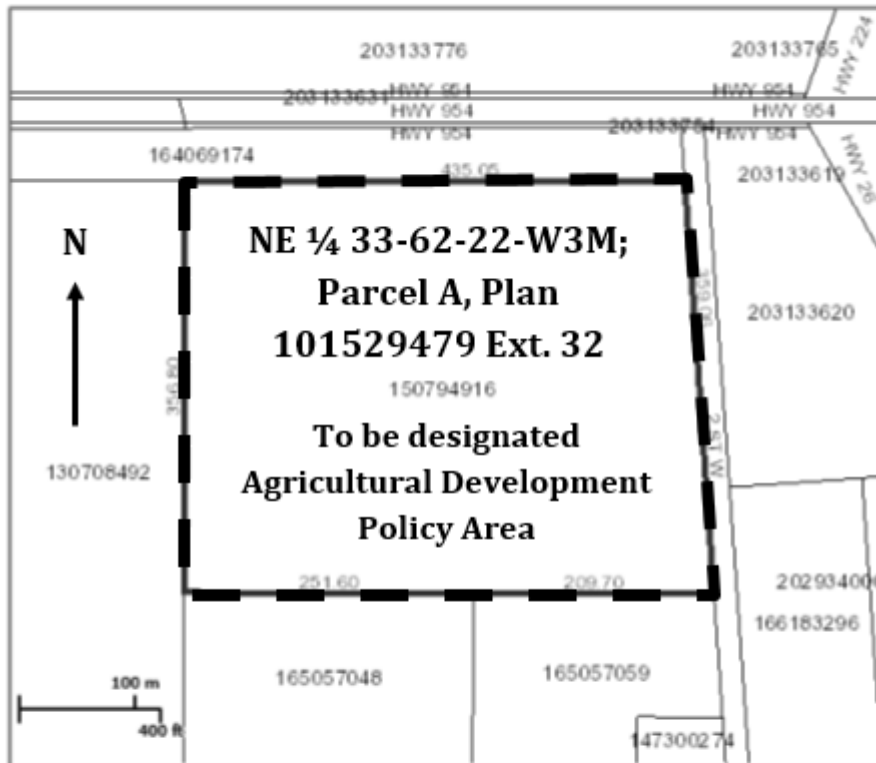 203133776
203133765
HWY 224
HWY 954
HWY 954
203133631
HWY 954
HWY 954
HWY 954
203133784
HWY 954
164069174
435.05
203133619
HWY 26
N
NE ¼ 33-62-22-W3M;
Parcel A, Plan
101529479 Ext. 32
359.06
203133620
356.80
150794916
2 ST W
To be designated
130708492
Agricultural Development
Policy Area
251.60
209.70
202934000
166183296
165057048
165057059
100 m
400 ft
147300274